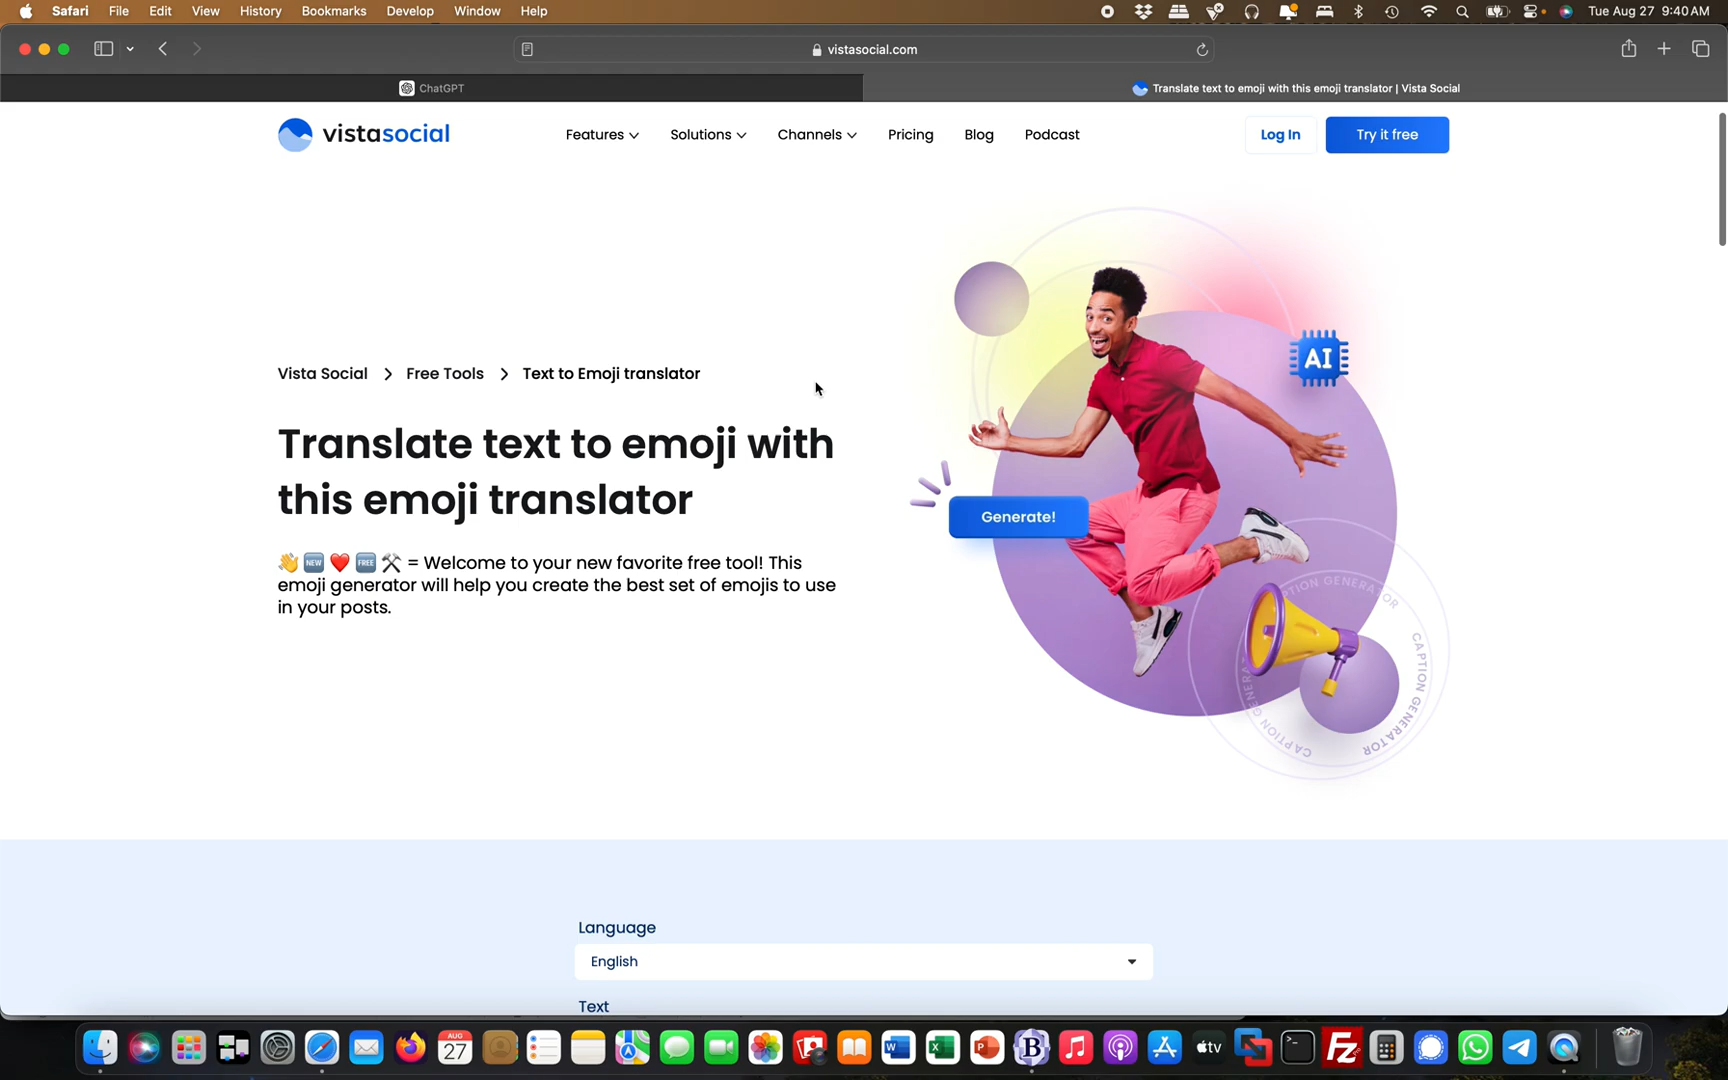 Safari File Edit View History Bookmarks Develop Window Help
Tue Aug 27 9:40 AM
vistasocial.com
ChatGPT
Translate text to emoji with this emoji translator | Vista Social
vistasocial
Features Solutions Channels Pricing Blog Podcast
Log In
Try it free
AI
Vista Social > Free Tools > Text to Emoji translator
Translate text to emoji with
this emoji translator
Generate!
👋 🆕 ❤️ 🆓 ⚒️ = Welcome to your new favorite free tool! This
emoji generator will help you create the best set of emojis to use
in your posts.
CAPTION GENERATOR
Language
English
Text
AUG
27
tv